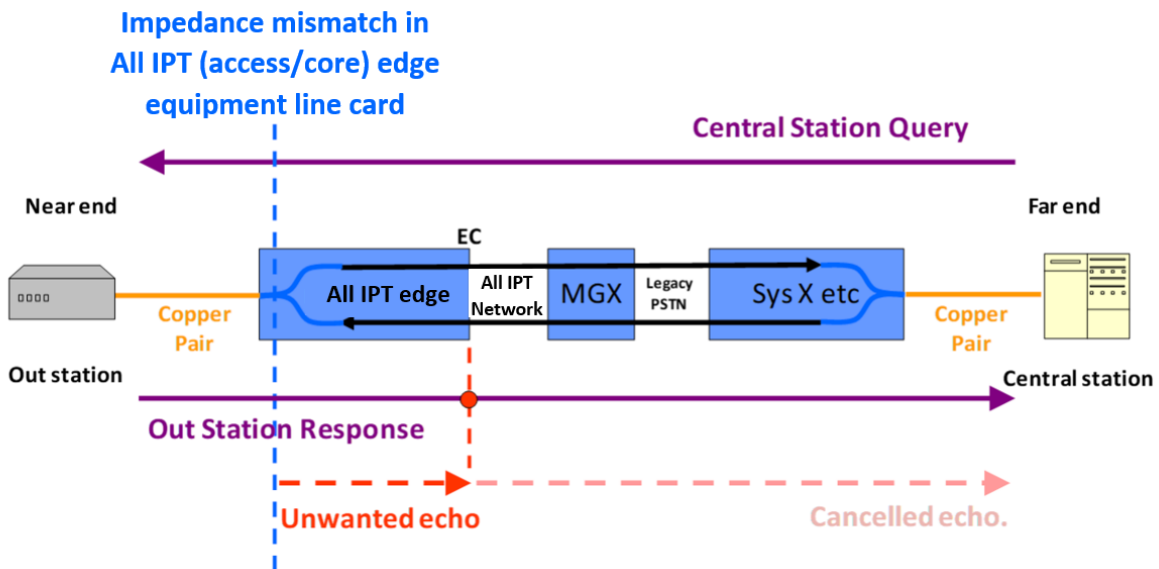 Impedance mismatch in
All IPT (access/core) edge
equipment line card
Central Station Query
Near end
Far end
EC
All IPT edge
All IPT
Network
MGX
Legacy
PSTN
Sys X etc
Copper
Pair
Copper
Pair
Out station
Central station
Out Station Response
Unwanted echo
Cancelled echo.